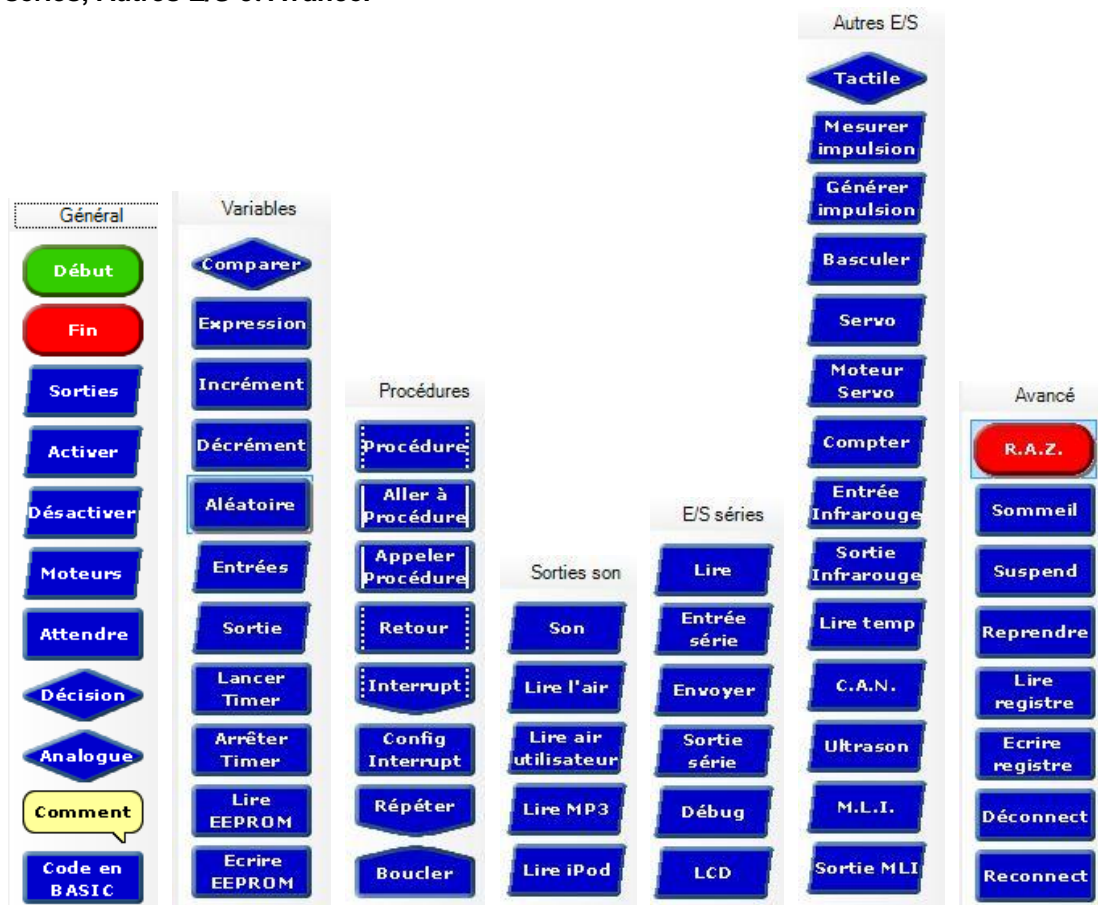 séries, Autres E/S et Avancé.
Général
Début
Fin
Sorties
Activer
Désactiver
Moteurs
Attendre
Décision
Analogue
Comment
Code en
BASIC
Variables
Comparer
Expression
Incrément
Décrément
Aléatoire
Entrées
Sortie
Lancer
Timer
Arrêter
Timer
Lire
EEPROM
Ecrire
EEPROM
Procédures
Procédure
Aller à
Procédure
Appeler
Procédure
Retour
Interrupt
Config
Interrupt
Répéter
Boucler
Sorties son
Son
Lire l'air
Lire air
utilisateur
Lire MP3
Lire iPod
E/S séries
Lire
Entrée
série
Envoyer
Sortie
série
Débug
LCD
Autres E/S
Tactile
Mesurer
impulsion
Générer
impulsion
Basculer
Servo
Moteur
Servo
Compter
Entrée
Infrarouge
Sortie
Infrarouge
Lire temp
C.A.N.
Ultrason
M.L.I.
Sortie MLI
Avancé
R.A.Z.
Sommeil
Suspend
Reprendre
Lire
registre
Ecrire
registre
Déconnect
Reconnect